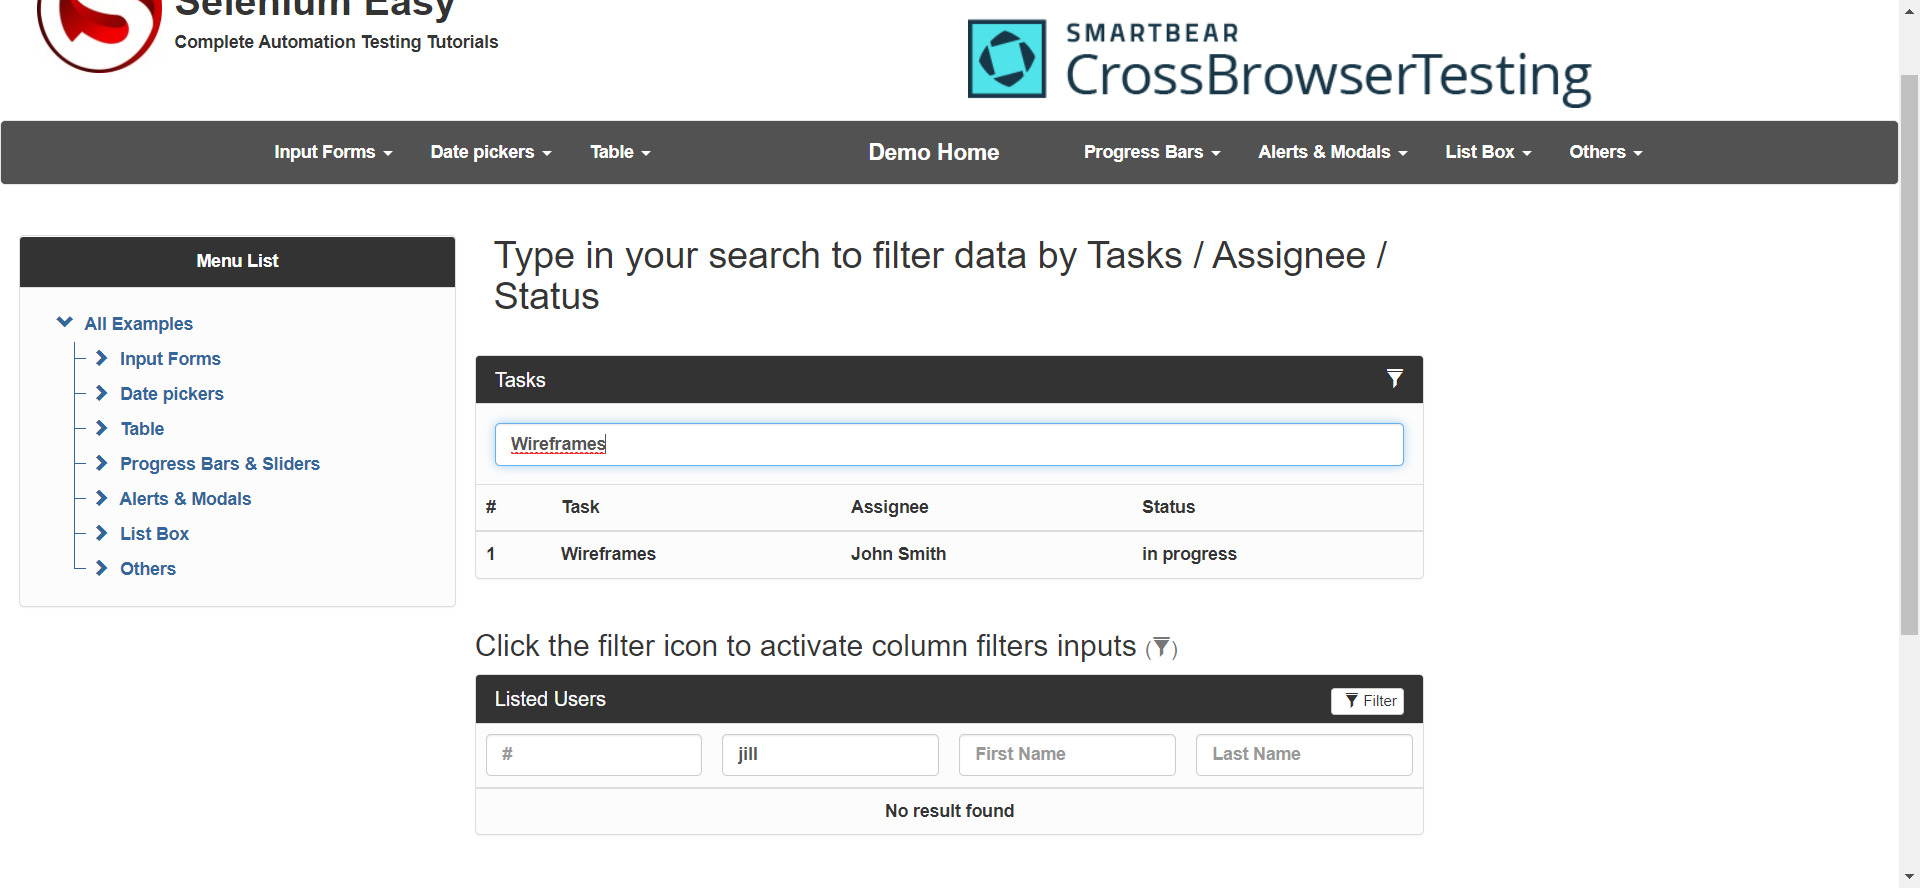 Selenium Easy
Complete Automation Testing Tutorials
SMARTBEAR
CrossBrowserTesting
Input Forms Date pickers Table Demo Home Progress Bars Alerts & Modals List Box Others
Menu List
All Examples
Input Forms
Date pickers
Table
Progress Bars & Sliders
Alerts & Modals
List Box
Others
Type in your search to filter data by Tasks / Assignee /
Status
Tasks
Wireframes
# Task Assignee Status
1 Wireframes John Smith in progress
Click the filter icon to activate column filters inputs ( )
Listed Users Filter
# jill First Name Last Name
No result found